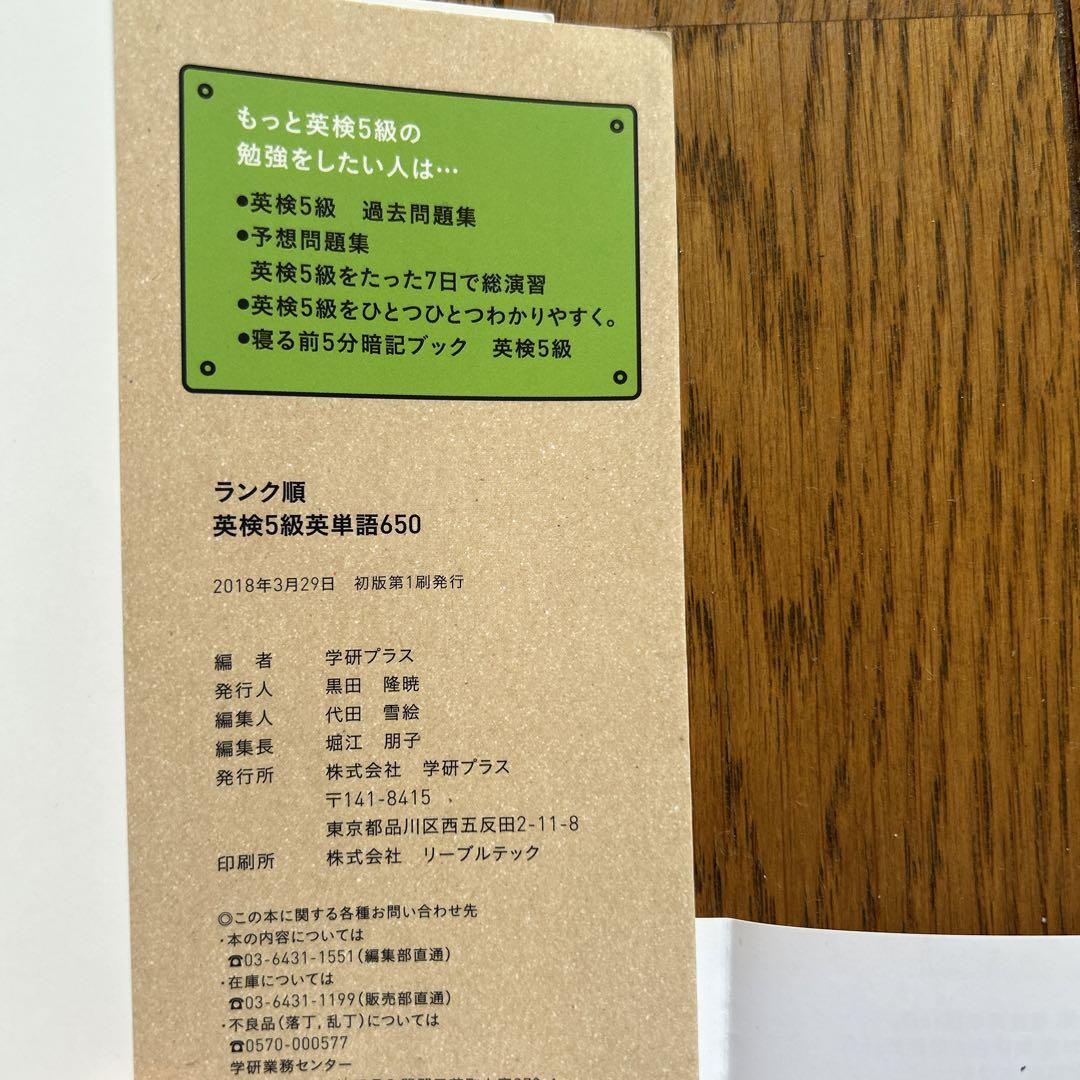 もっと英検5級の
勉強をしたい人は…
●英検5級　過去問題集
●予想問題集
英検5級をたった7日で総演習
●英検5級をひとつひとつわかりやすく。
●寝る前5分暗記ブック　英検5級
ランク順
英検5級英単語650
2018年3月29日　初版第1刷発行
編　者　学研プラス
発行人　黒田　隆暁
編集人　代田　雪絵
編集長　堀江　朋子
発行所　株式会社　学研プラス
〒141-8415
東京都品川区西五反田2-11-8
印刷所　株式会社　リーブルテック
◎この本に関する各種お問い合わせ先
・本の内容については
☎03-6431-1551(編集部直通)
・在庫については
☎03-6431-1199(販売部直通)
・不良品(落丁,乱丁)については
☎0570-000577
学研業務センター